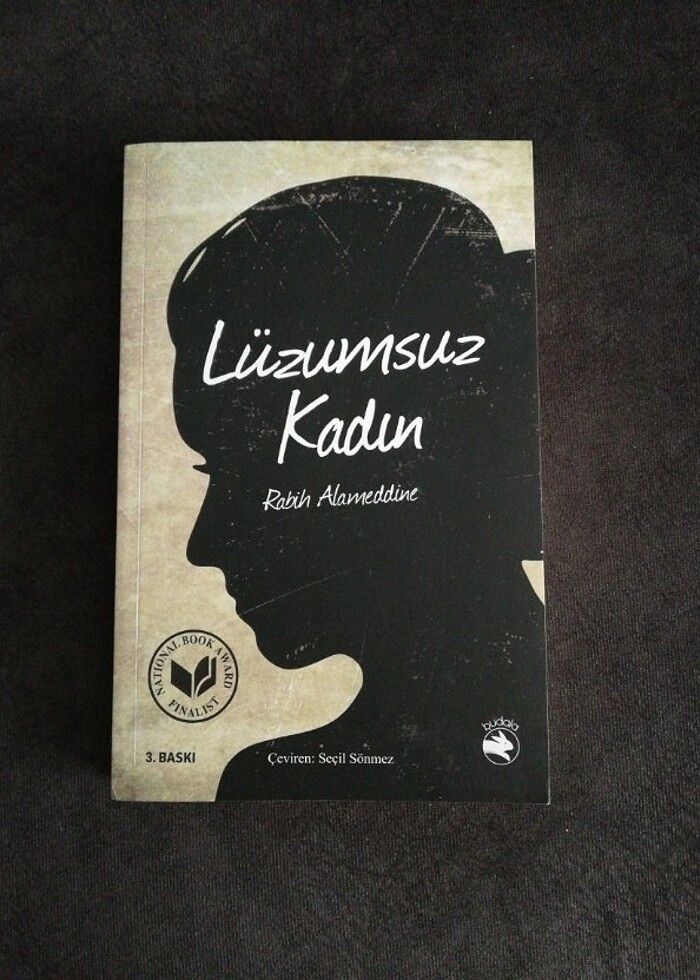 Lüzumsuz
Kadın
Rabih Alameddine
NATIONAL BOOK AWARD
FINALIST
3. BASKI
Çeviren: Seçil Sönmez
budala